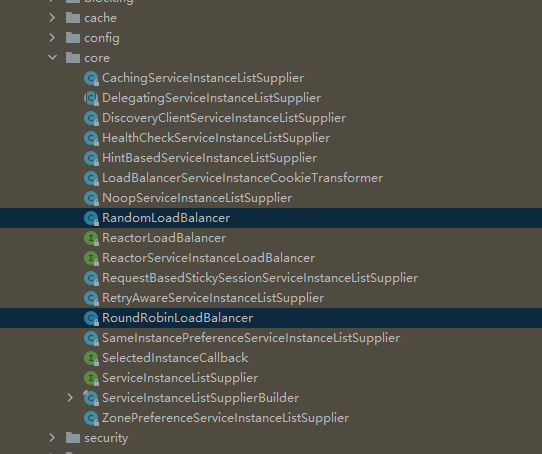 cache
config
core
CachingServiceInstanceListSupplier
DelegatingServiceInstanceListSupplier
DiscoveryClientServiceInstanceListSupplier
HealthCheckServiceInstanceListSupplier
HintBasedServiceInstanceListSupplier
LoadBalancerServiceInstanceCookieTransformer
NoopServiceInstanceListSupplier
RandomLoadBalancer
ReactorLoadBalancer
ReactorServiceInstanceLoadBalancer
RequestBasedStickySessionServiceInstanceListSupplier
RetryAwareServiceInstanceListSupplier
RoundRobinLoadBalancer
SameInstancePreferenceServiceInstanceListSupplier
SelectedInstanceCallback
ServiceInstanceListSupplier
ServiceInstanceListSupplierBuilder
ZonePreferenceServiceInstanceListSupplier
security